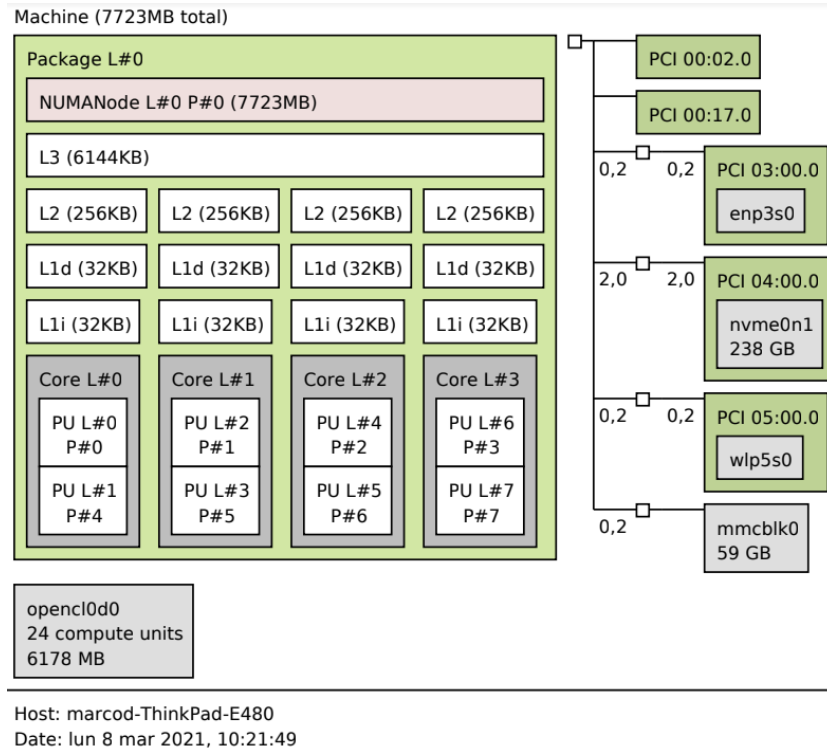 Machine (7723MB total)
Package L#0
NUMANode L#0 P#0 (7723MB)
L3 (6144KB)
L2 (256KB) L2 (256KB) L2 (256KB) L2 (256KB)
L1d (32KB) L1d (32KB) L1d (32KB) L1d (32KB)
L1i (32KB) L1i (32KB) L1i (32KB) L1i (32KB)
Core L#0 Core L#1 Core L#2 Core L#3
PU L#0 PU L#2 PU L#4 PU L#6
P#0 P#1 P#2 P#3
PU L#1 PU L#3 PU L#5 PU L#7
P#4 P#5 P#6 P#7
PCI 00:02.0
PCI 00:17.0
0,2 0,2 PCI 03:00.0
enp3s0
2,0 2,0 PCI 04:00.0
nvme0n1
238 GB
0,2 0,2 PCI 05:00.0
wlp5s0
0,2 mmcblk0
59 GB
opencl0d0
24 compute units
6178 MB
Host: marcod-ThinkPad-E480
Date: lun 8 mar 2021, 10:21:49